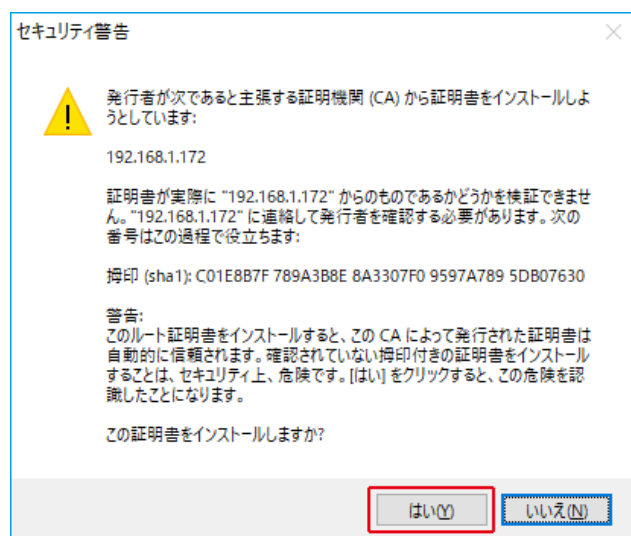 セキュリティ警告
発行者が次であると主張する証明機関 (CA) から証明書をインストールしよ
うとしています:
192.168.1.172
証明書が実際に "192.168.1.172" からのものであるかどうかを検証できませ
ん。"192.168.1.172" に連絡して発行者を確認する必要があります。次の
番号はこの過程で役立ちます:
拇印 (sha1): C01E8B7F 789A3B8E 8A3307F0 9597A789 5DB07630
警告:
このルート証明書をインストールすると、この CA によって発行された証明書は
自動的に信頼されます。確認されていない拇印付きの証明書をインストール
することは、セキュリティ上、危険です。[はい] をクリックすると、この危険を認
識したことになります。
この証明書をインストールしますか?
はい(Y) いいえ(N)